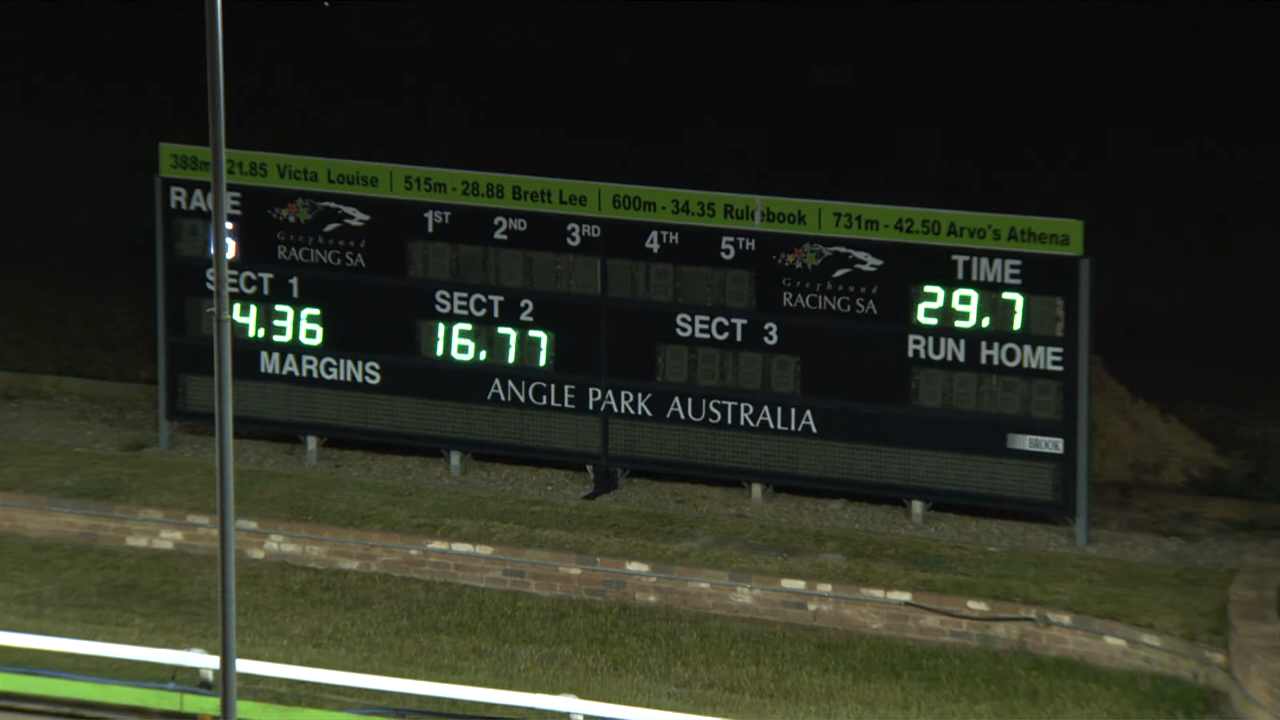 388m 21.85 Victa Louise | 515m - 28.88 Brett Lee | 600m - 34.35 Rulebook | 731m - 42.50 Arvo's Athena
RACE
Greyhound
RACING SA
1ST 2ND 3RD 4TH 5TH
Greyhound
RACING SA
TIME
29.7
SECT 1
4.36
SECT 2
16.77
SECT 3
RUN HOME
MARGINS
ANGLE PARK AUSTRALIA
BROOK